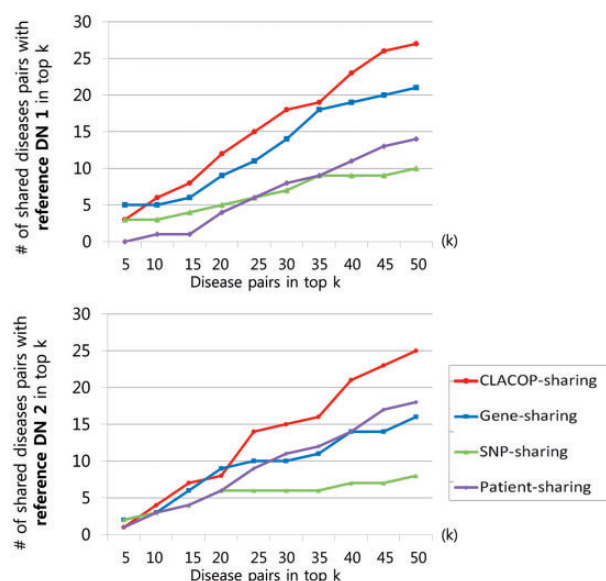 # of shared diseases pairs with
reference DN 1 in top k
30
25
20
15
10
5
0
5 10 15 20 25 30 35 40 45 50 (k)
Disease pairs in top k
# of shared diseases pairs with
reference DN 2 in top k
30
25
20
15
10
5
0
5 10 15 20 25 30 35 40 45 50 (k)
Disease pairs in top k
CLACOP-sharing
Gene-sharing
SNP-sharing
Patient-sharing